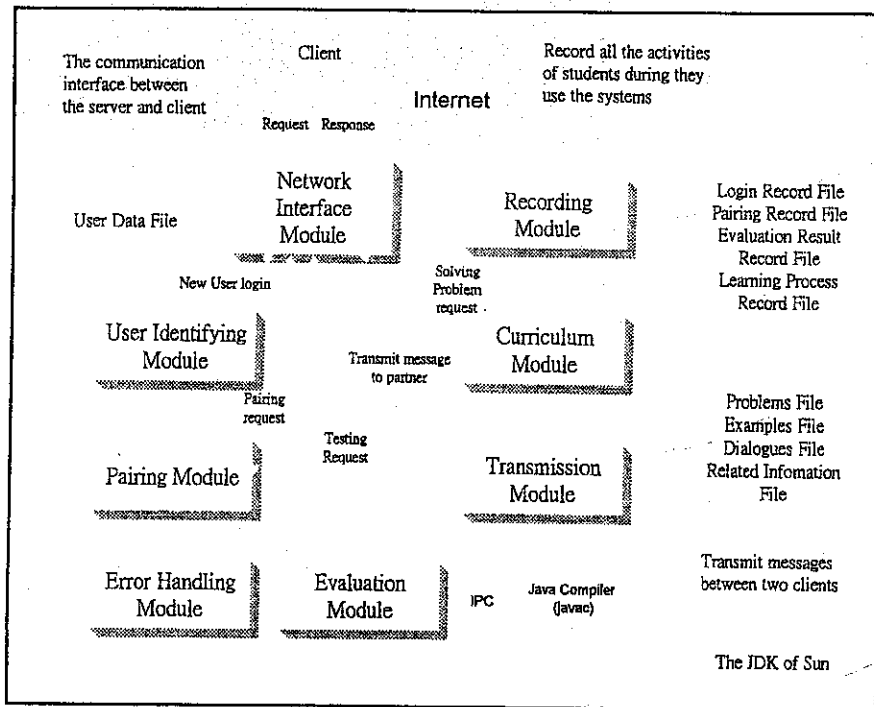 The communication
interface between
the server and client
Client
Internet
Record all the activities
of students during they
use the systems
Request Response
Network
Interface
Module
Recording
Module
User Data File
Login Record File
Pairing Record File
Evaluation Result
Record File
Learning Process
Record File
New User login
Solving
Problem
request
User Identifying
Module
Transmit message
to partner
Curriculum
Module
Pairing
request
Testing
Request
Problems File
Examples File
Dialogues File
Related Infomation
File
Pairing Module
Transmission
Module
Error Handling
Module
Evaluation
Module
IPC
Java Compiler
(javac)
Transmit messages
between two clients
The JDK of Sun